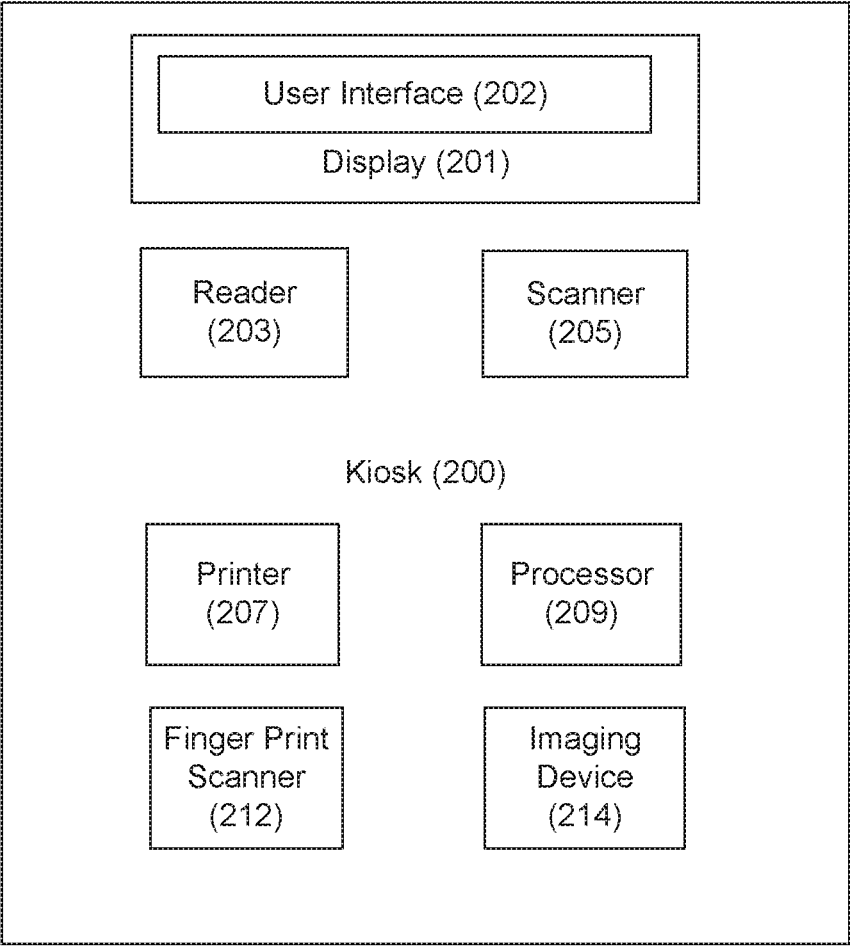 User Interface (202)
Display (201)
Reader
(203)
Scanner
(205)
Kiosk (200)
Printer
(207)
Processor
(209)
Finger Print
Scanner
(212)
Imaging
Device
(214)